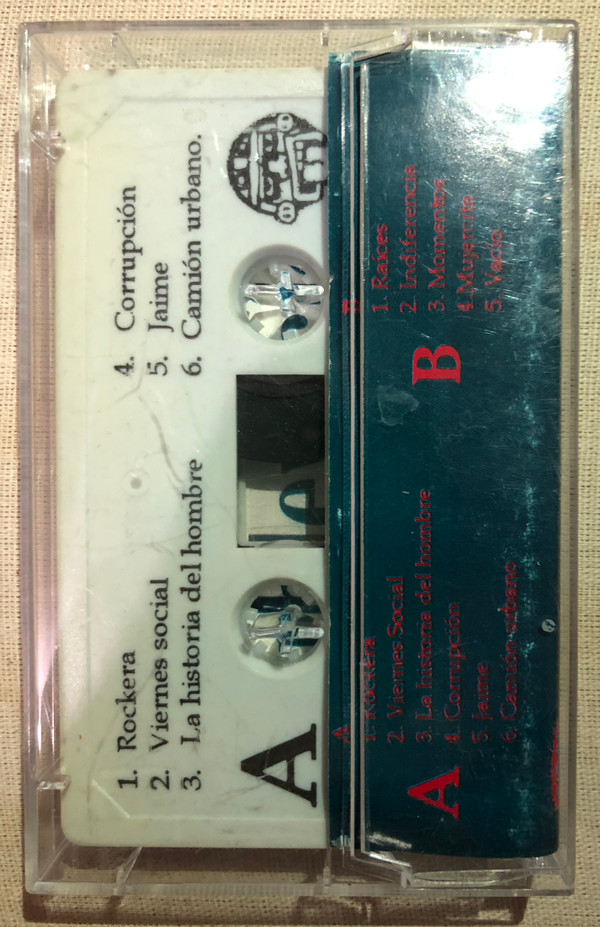 1. Rockera
2. Viernes social
3. La historia del hombre
4. Corrupción
5. Jaime
6. Camión urbano.
A
A
1. Rockera
2. Viernes Social
3. La historia del hombre
4. Corrupción
5. Jaime
6. Camión urbano
B
1. Raíces
2. Indiferencia
3. Momentos
4. Mujercita
5. Vacío
A
B